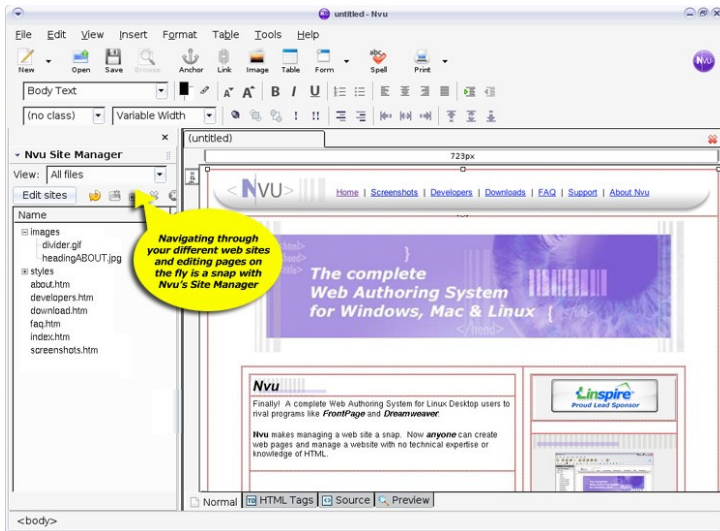 untitled - Nvu
File Edit View Insert Format Table Tools Help
New Open Save Browse Anchor Link Image Table Form Spell Print
abc
NVU
Body Text
A A B I U
(no class) Variable Width
! !!
Nvu Site Manager
View: All files
Edit sites
Name
images
divider.gif
headingABOUT.jpg
styles
about.htm
developers.htm
download.htm
faq.htm
index.htm
screenshots.htm
Navigating through
your different web sites
and editing pages on
the fly is a snap with
Nvu's Site Manager
(untitled)
723px
<NVU>
Home | Screenshots | Developers | Downloads | FAQ | Support | About Nvu
<html>
<head>
<title>
}
The complete
Web Authoring System
for Windows, Mac & Linux {
</head>
Nvu
Finally! A complete Web Authoring System for Linux Desktop users to
rival programs like FrontPage and Dreamweaver.
Nvu makes managing a web site a snap. Now anyone can create
web pages and manage a website with no technical expertise or
knowledge of HTML.
Linspire
Proud Lead Sponsor
Normal HTML Tags Source Preview
<body>